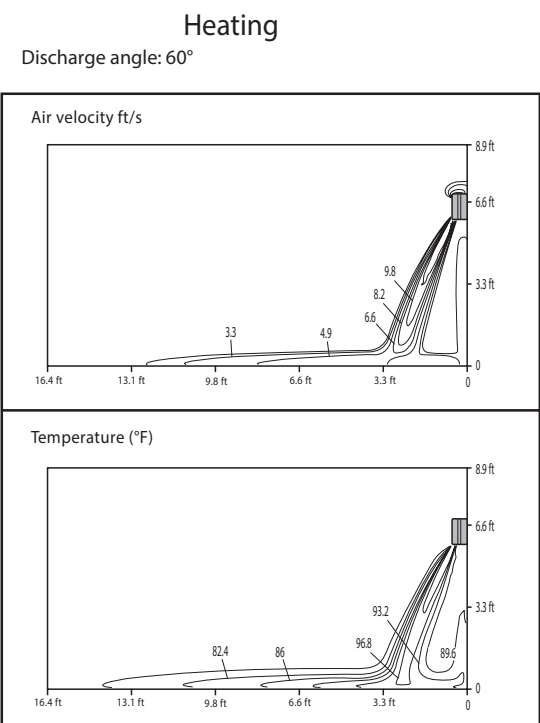 Heating
Discharge angle: 60°
Air velocity ft/s
8.9 ft
6.6 ft
9.8
3.3 ft
8.2
6.6
3.3
4.9
0
16.4 ft
13.1 ft
9.8 ft
6.6 ft
3.3 ft
0
Temperature (°F)
8.9 ft
6.6 ft
3.3 ft
93.2
96.8
89.6
82.4
86
0
16.4 ft
13.1 ft
9.8 ft
6.6 ft
3.3 ft
0